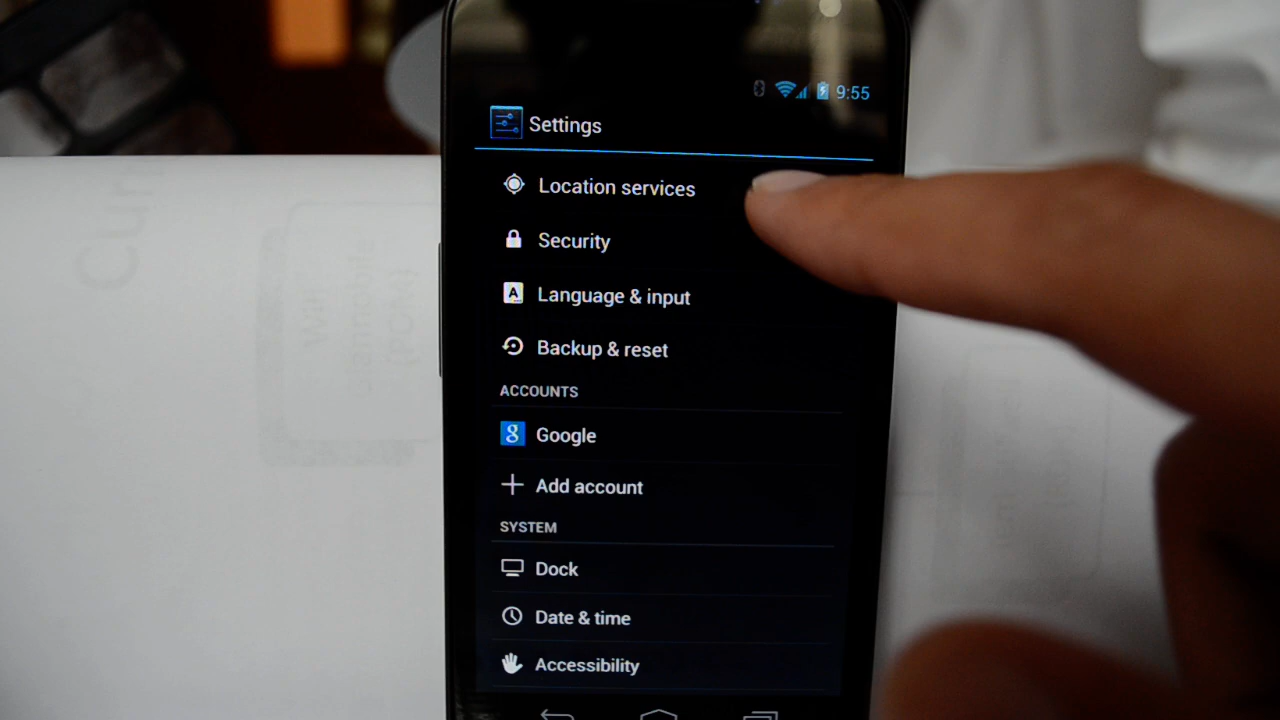 9:55
Settings
Location services
Security
Language & input
Backup & reset
ACCOUNTS
8 Google
Add account
SYSTEM
Dock
Date & time
Accessibility